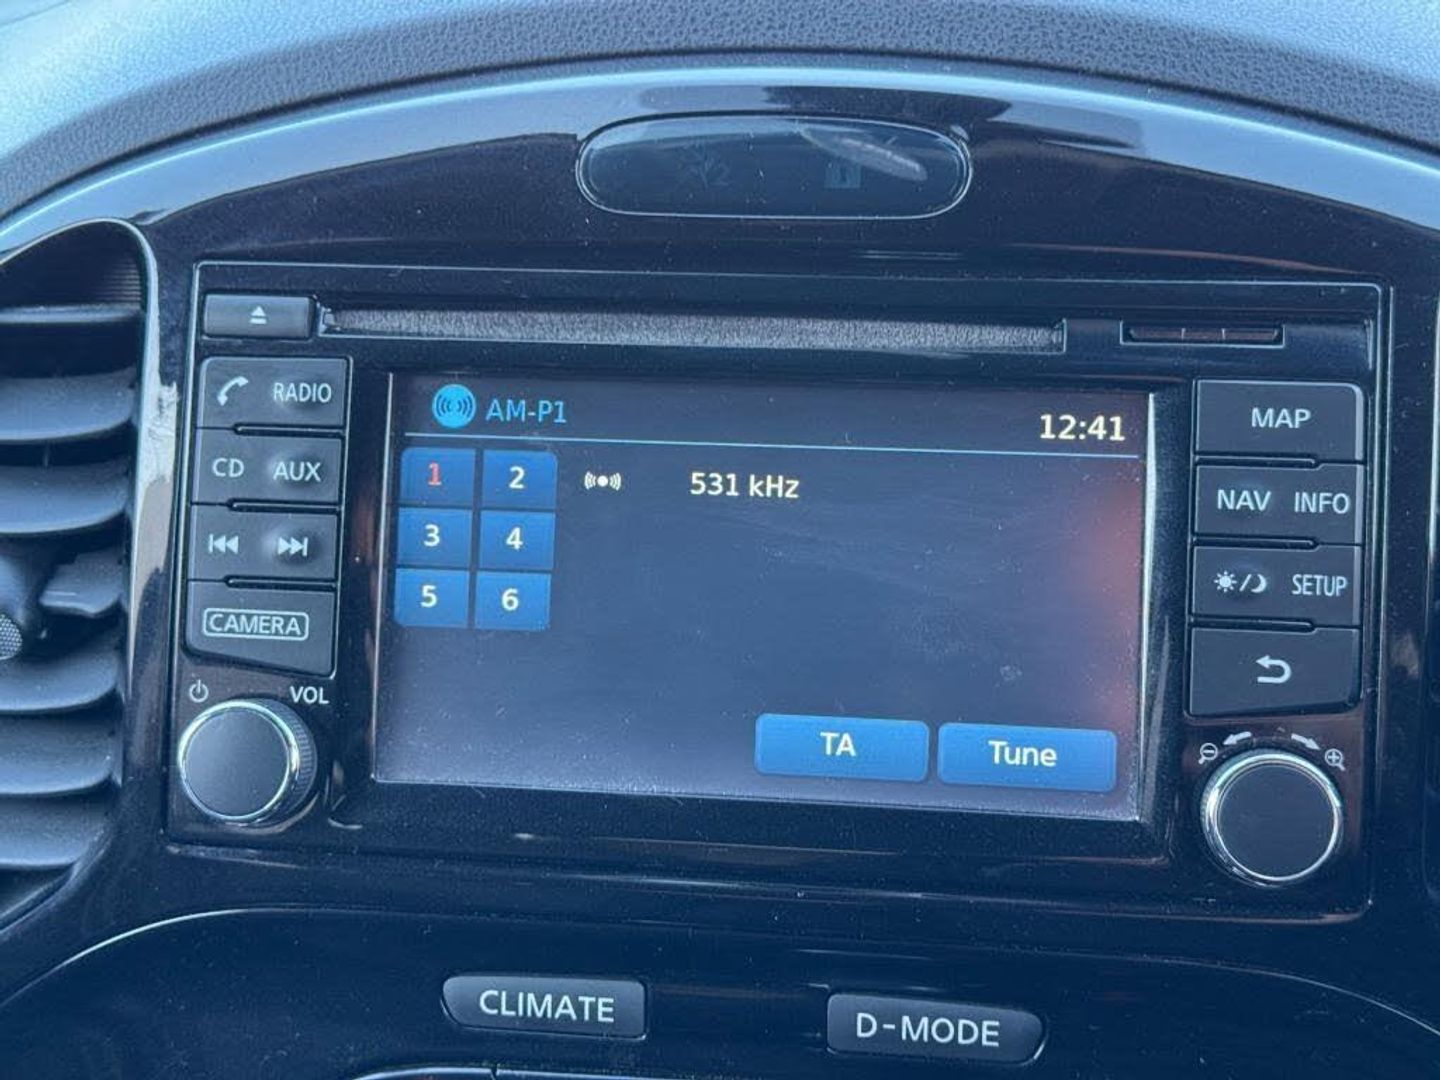 RADIO
CD AUX
CAMERA
VOL
AM-P1
12:41
1 2
531 kHz
3 4
5 6
TA
Tune
MAP
NAV INFO
SETUP
CLIMATE
D-MODE